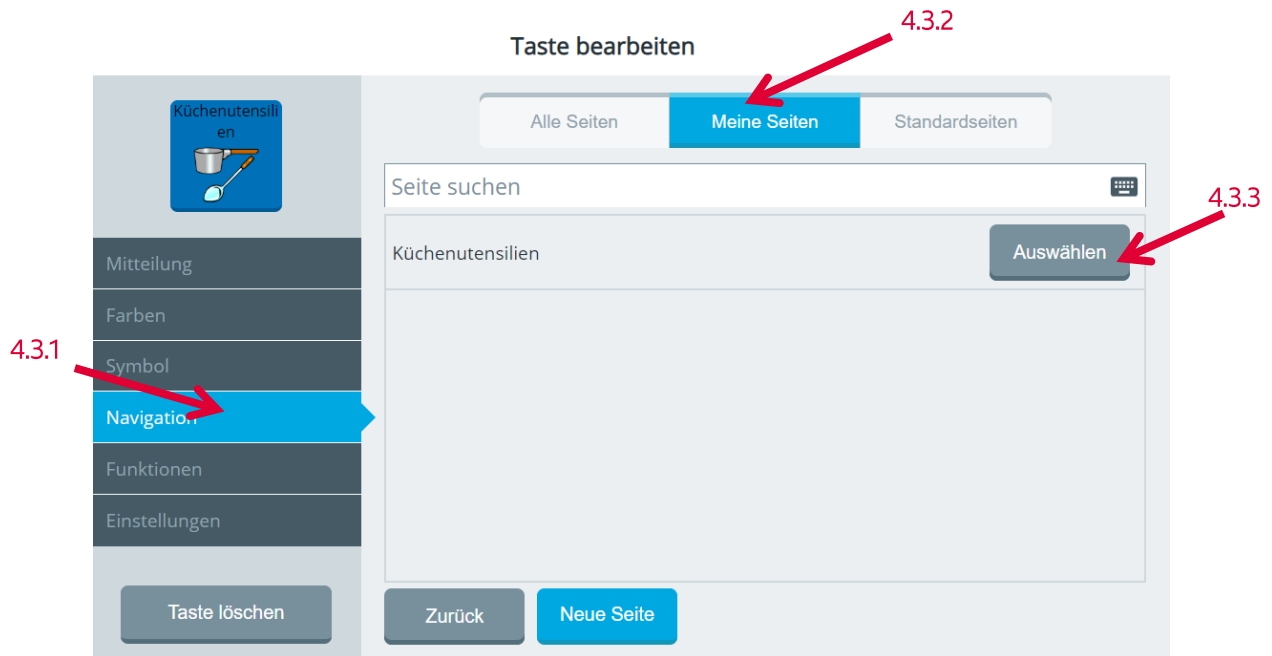 4.3.2
Taste bearbeiten
Küchenutensili
en
Alle Seiten
Meine Seiten
Standardseiten
Seite suchen
4.3.3
Küchenutensilien
Auswählen
Mitteilung
Farben
4.3.1
Symbol
Navigation
Funktionen
Einstellungen
Taste löschen
Zurück
Neue Seite